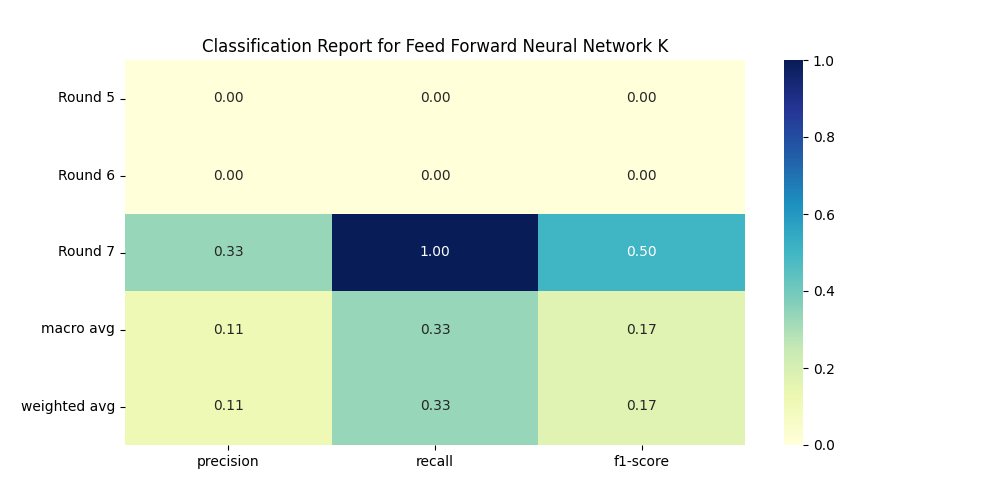 Classification Report for Feed Forward Neural Network K
Round 5 0.00 0.00 0.00
Round 6 0.00 0.00 0.00
Round 7 0.33 1.00 0.50
macro avg 0.11 0.33 0.17
weighted avg 0.11 0.33 0.17
precision recall f1-score
1.0
0.8
0.6
0.4
0.2
0.0